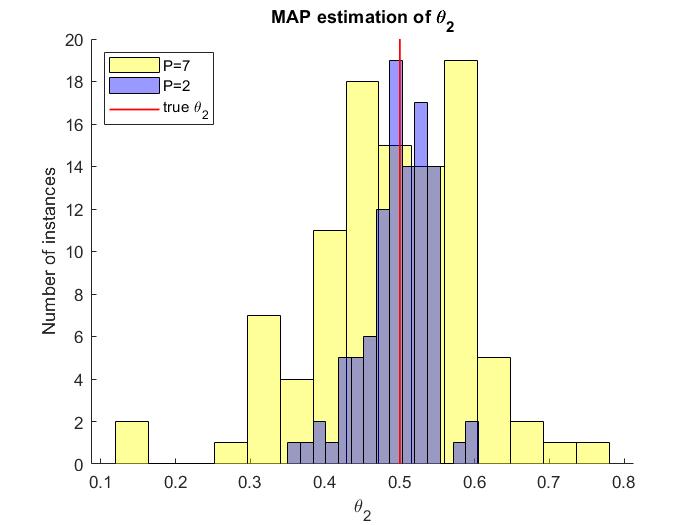 MAP estimation of θ₂
P=7
P=2
true θ₂
Number of instances
20
18
16
14
12
10
8
6
4
2
0
0.1 0.2 0.3 0.4 0.5 0.6 0.7 0.8
θ₂